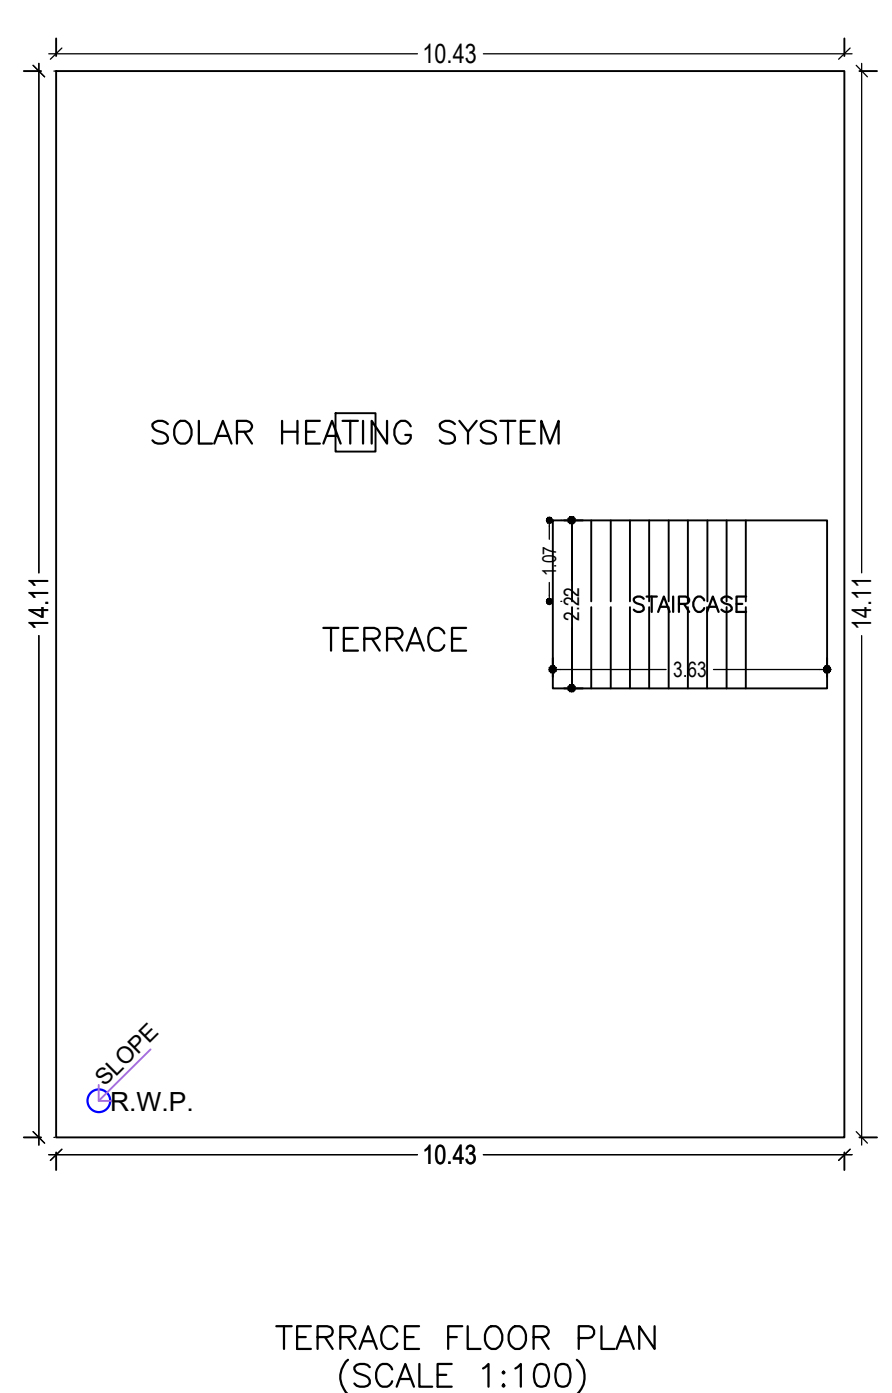 10.43
14.11
14.11
SOLAR HEATING SYSTEM
1.07
2.22
STAIRCASE
TERRACE
3.63
SLOPE
R.W.P.
10.43
TERRACE FLOOR PLAN
(SCALE 1:100)